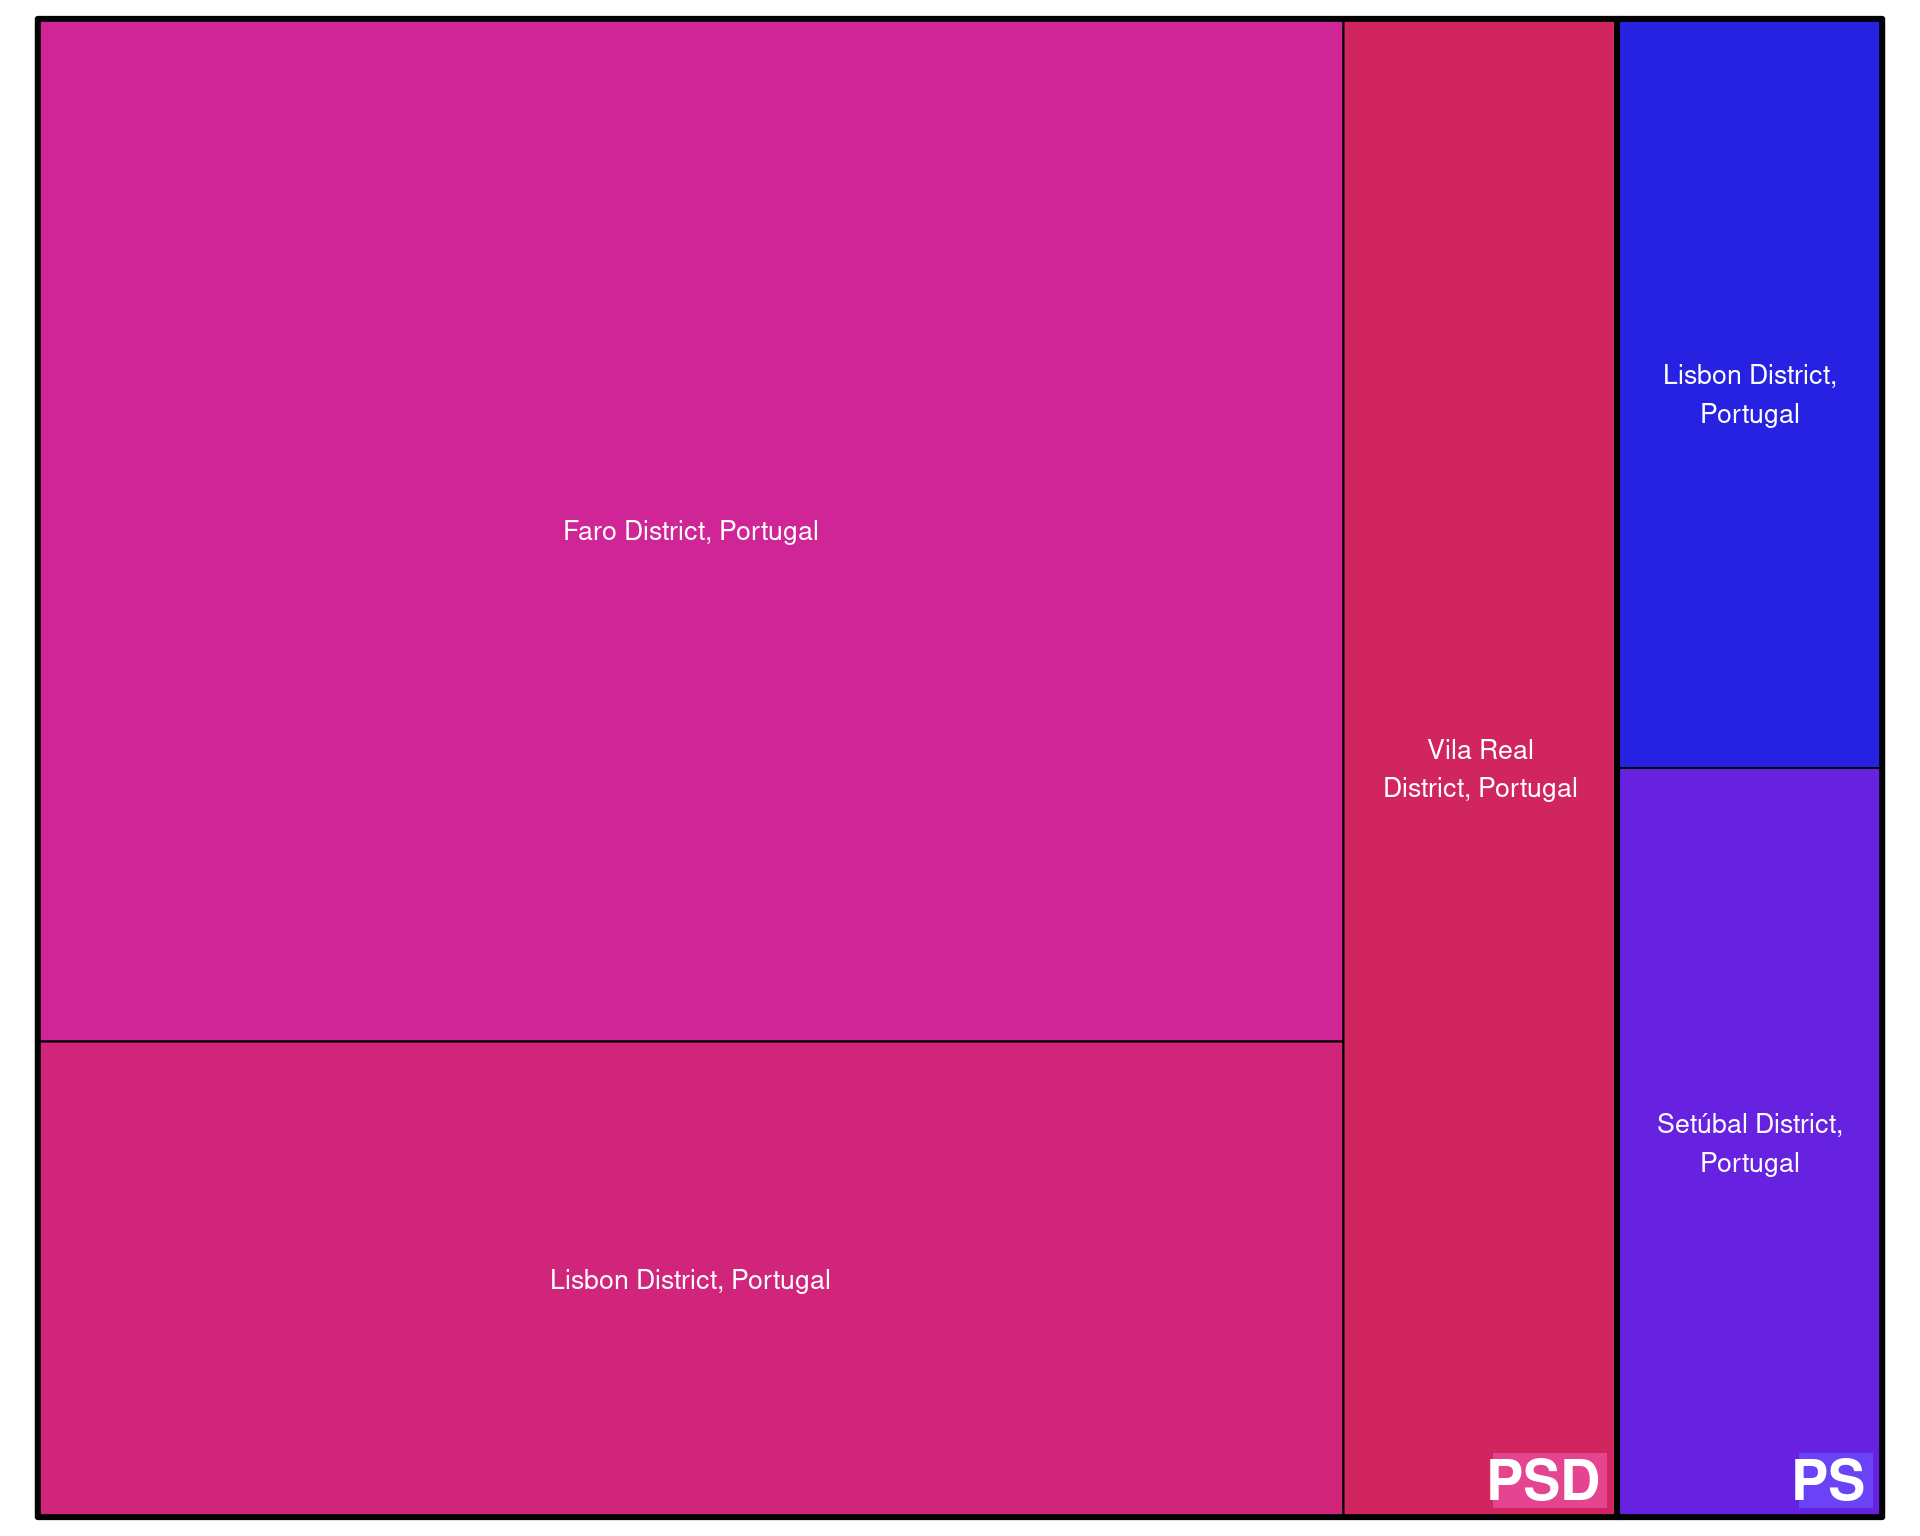 Faro District, Portugal
Lisbon District, Portugal
Vila Real
District, Portugal
PSD
Lisbon District,
Portugal
Setúbal District,
Portugal
PS